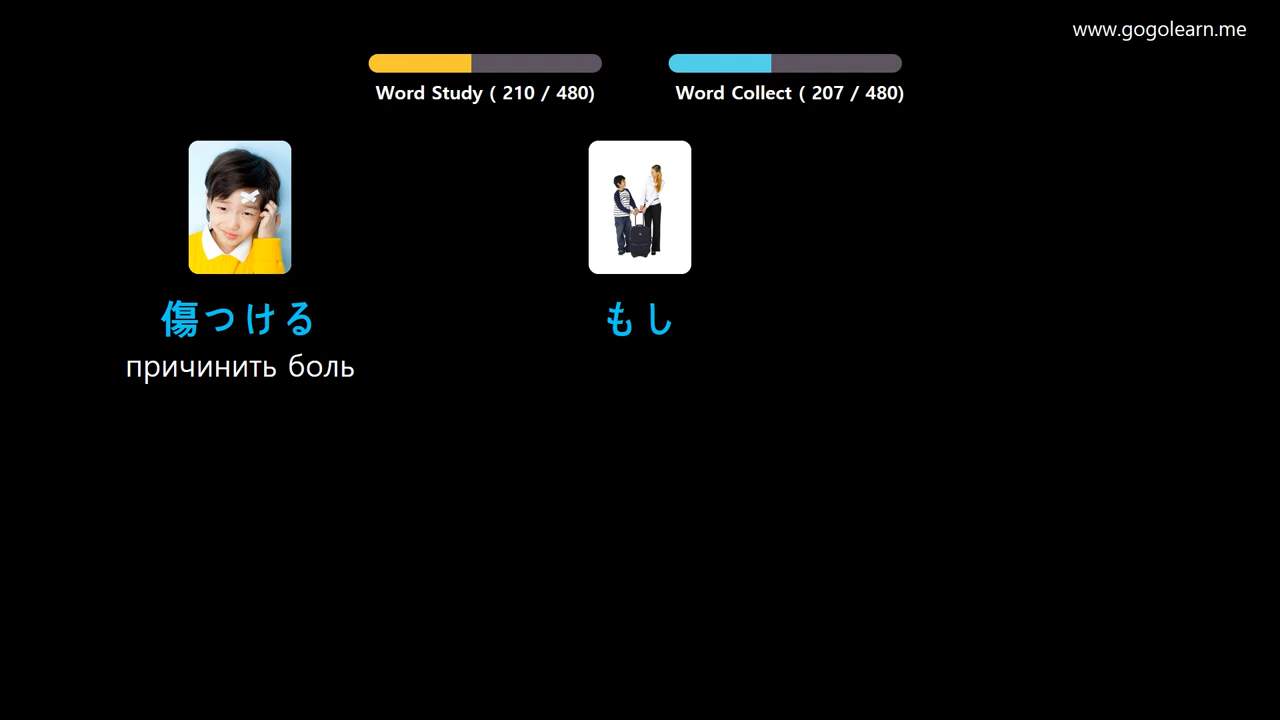 www.gogolearn.me
Word Study ( 210 / 480)
Word Collect ( 207 / 480)
傷つける
もし
причинить боль